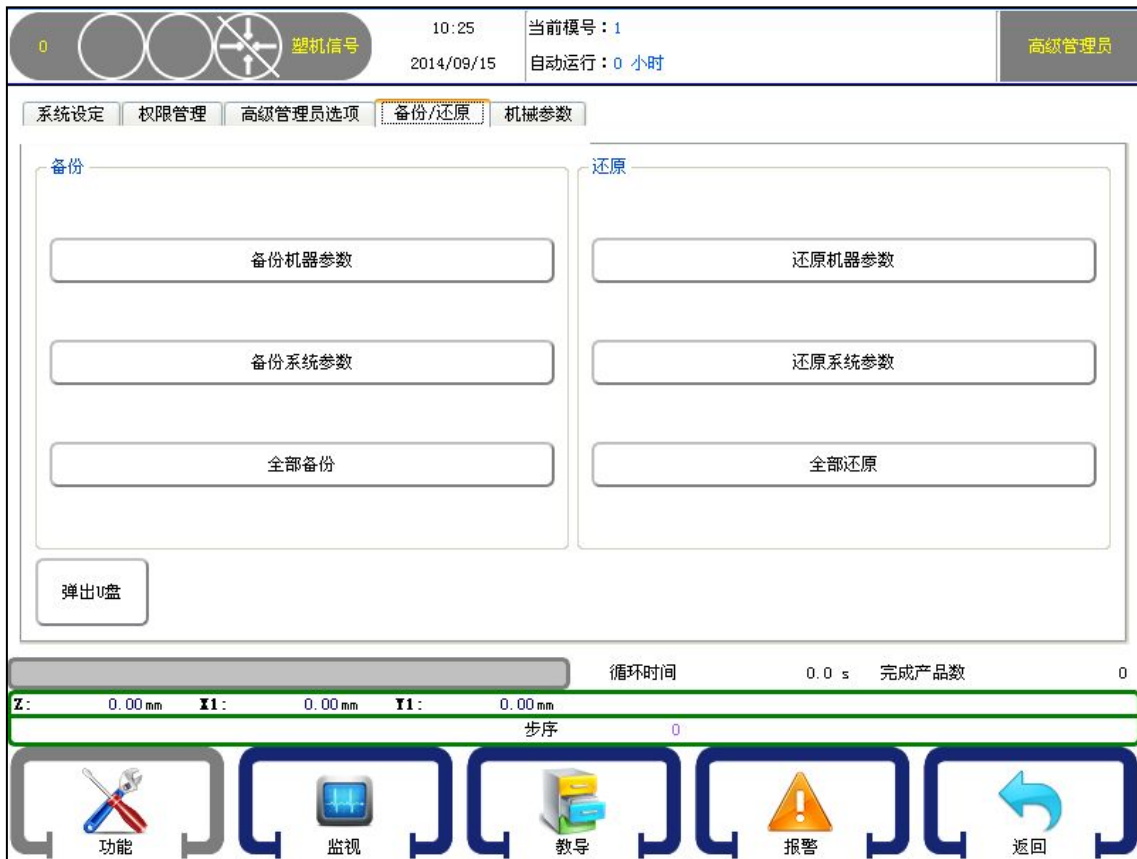 0 塑机信号
10:25
2014/09/15
当前模号：1
自动运行：0 小时
高级管理员
系统设定 权限管理 高级管理员选项 备份/还原 机械参数
备份
备份机器参数
备份系统参数
全部备份
还原
还原机器参数
还原系统参数
全部还原
弹出U盘
循环时间 0.0 s 完成产品数 0
Z: 0.00mm X1: 0.00mm Y1: 0.00mm
步序 0
功能 监视 教导 报警 返回